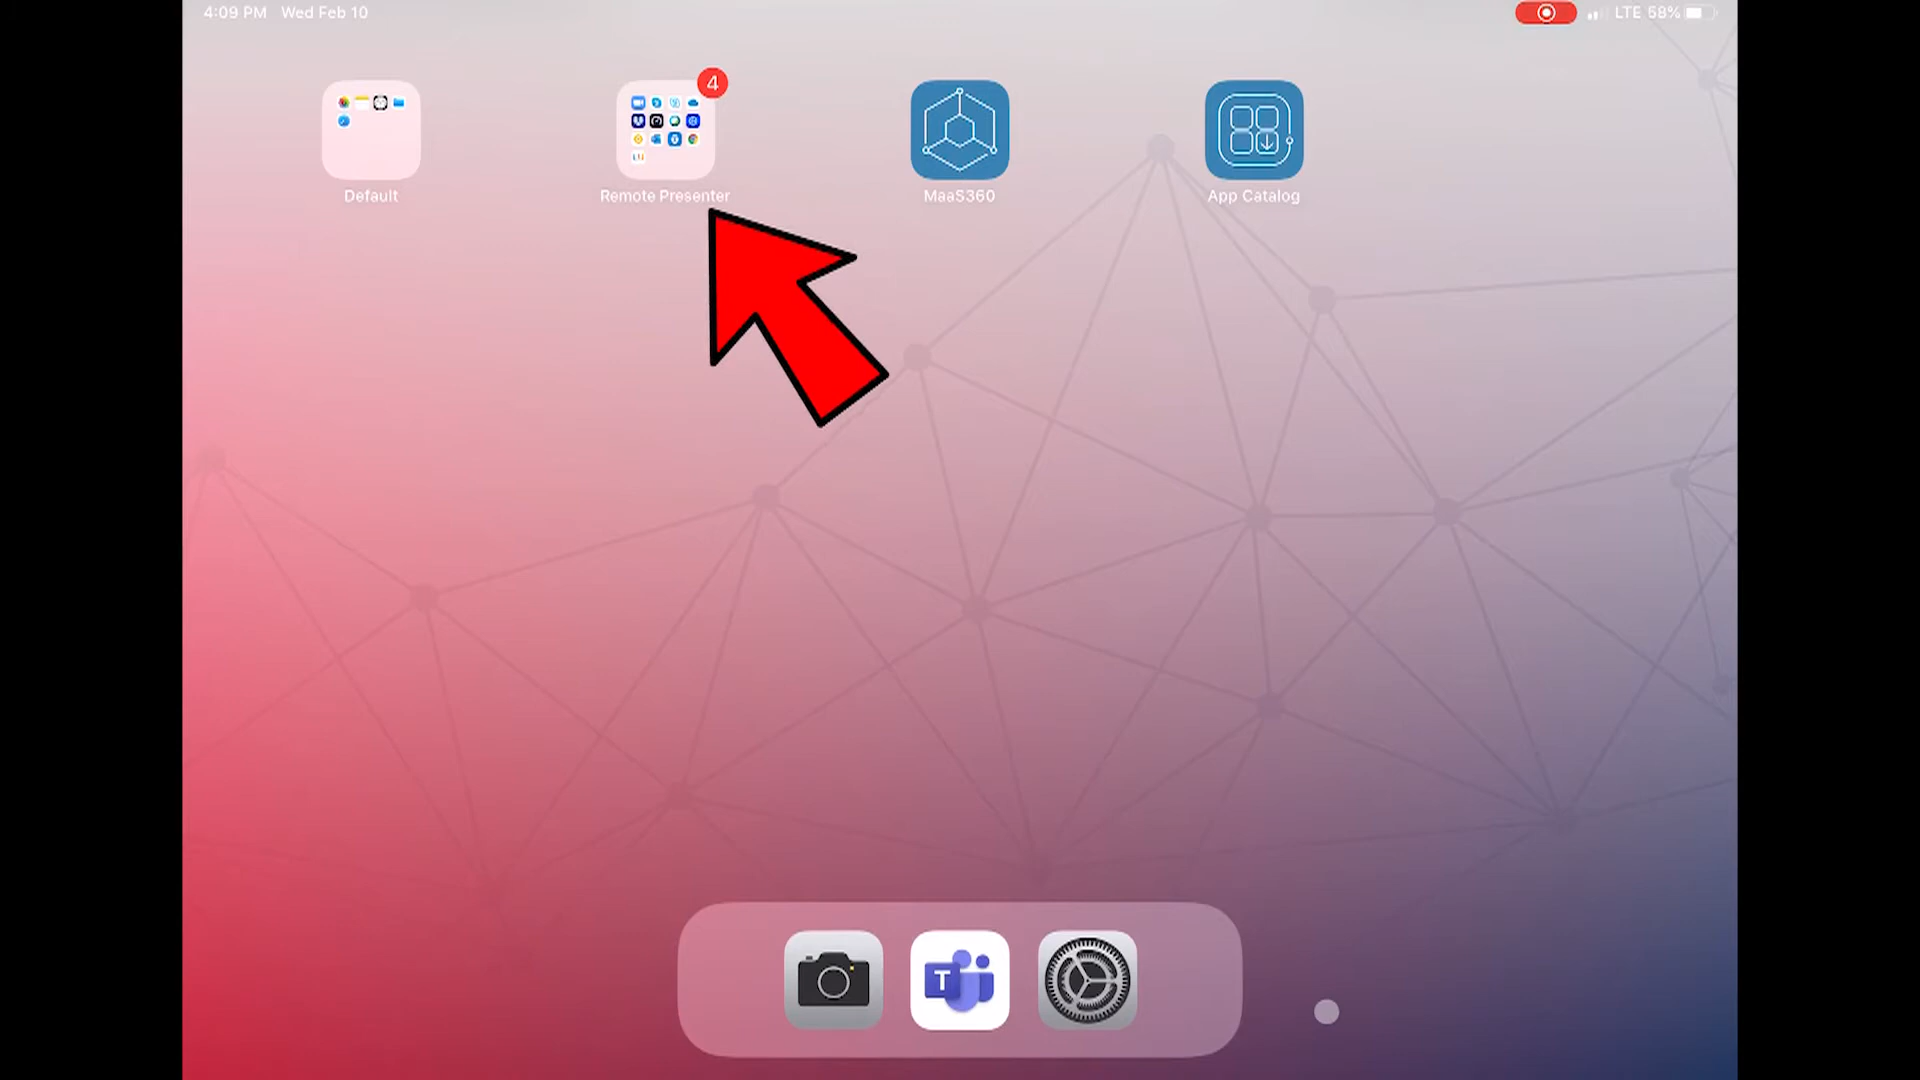 4:09 PM Wed Feb 10
LTE 58%
4
Default
Remote Presenter
MaaS360
App Catalog
T